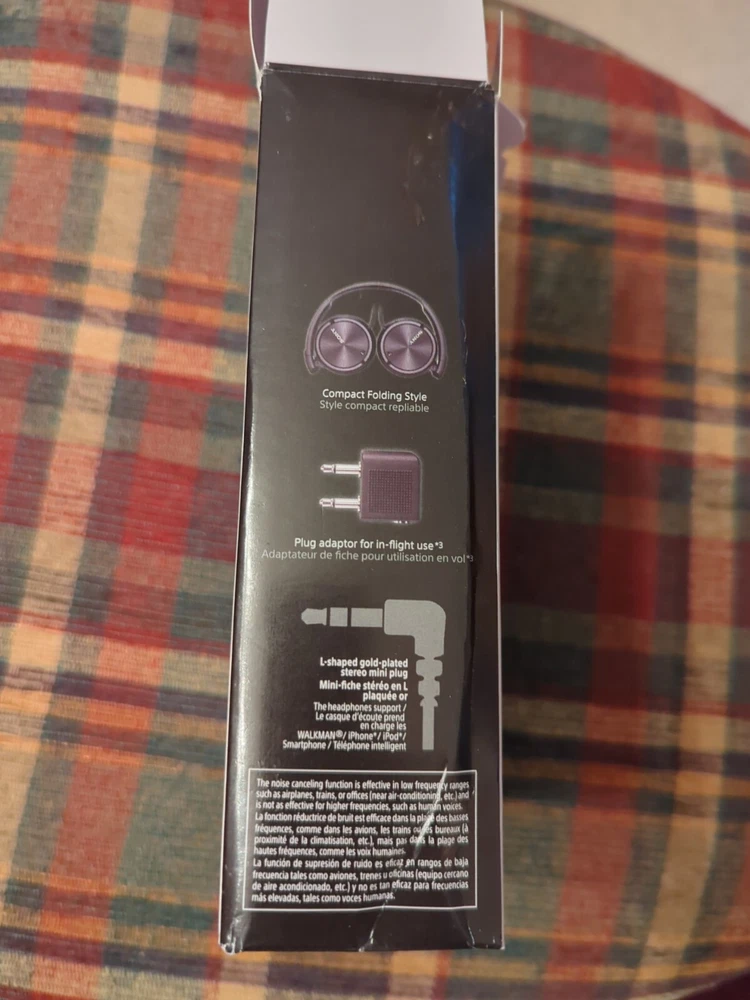 SONY
SONY
Compact Folding Style
Style compact repliable
Plug adaptor for in-flight use*3
Adaptateur de fiche pour utilisation en vol*3
L-shaped gold-plated
stereo mini plug
Mini-fiche stéréo en L
plaquée or
The headphones support /
Le casque d'écoute prend
en charge les
WALKMAN®/ iPhone*/ iPod*/
Smartphone / Téléphone intelligent
The noise canceling function is effective in low frequency ranges
such as airplanes, trains, or offices (near air-conditioning, etc.) and
is not as effective for higher frequencies, such as human voices.
La fonction réductrice de bruit est efficace dans la plage des basses
fréquences, comme dans les avions, les trains ou les bureaux (à
proximité de la climatisation, etc.), mais pas dans la plage des
hautes fréquences, comme les voix humaines.
La función de supresión de ruido es eficaz en rangos de baja
frecuencia tales como aviones, trenes u oficinas (equipo cercano
de aire acondicionado, etc.) y no es tan eficaz para frecuencias
más elevadas, tales como voces humanas.